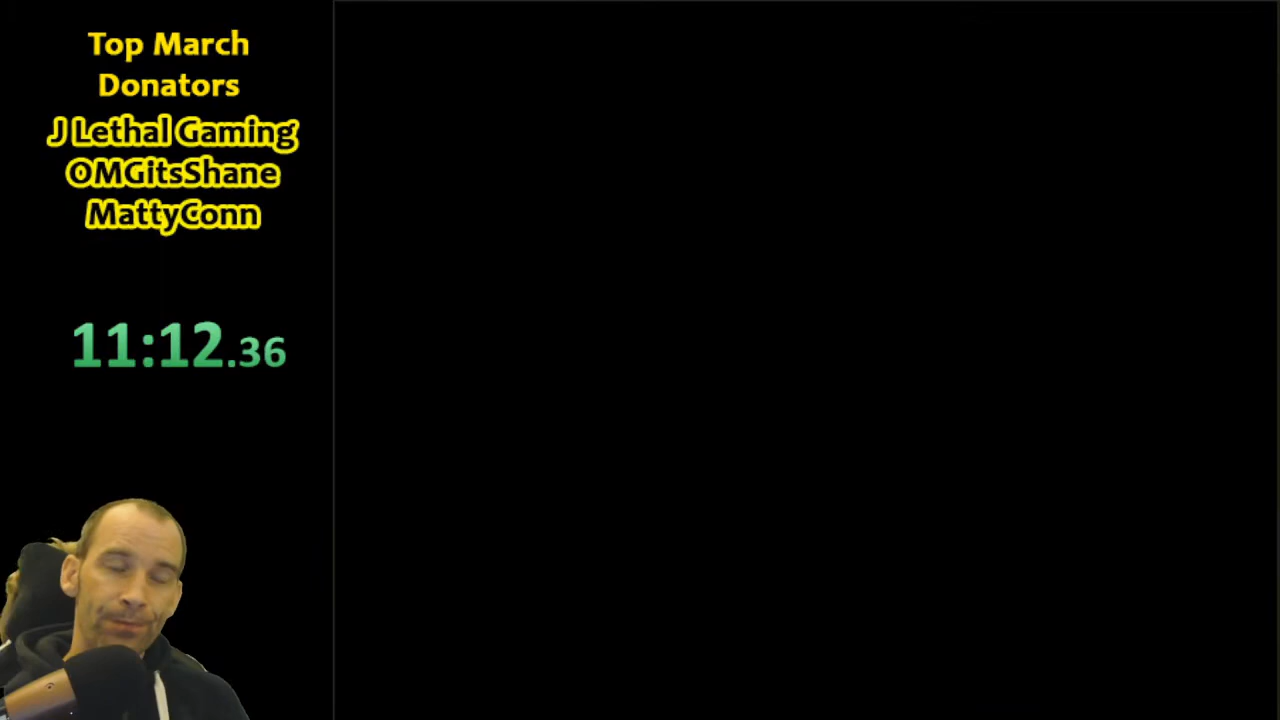 Top March
Donators
J Lethal Gaming
OMGitsShane
MattyConn
11:12.36